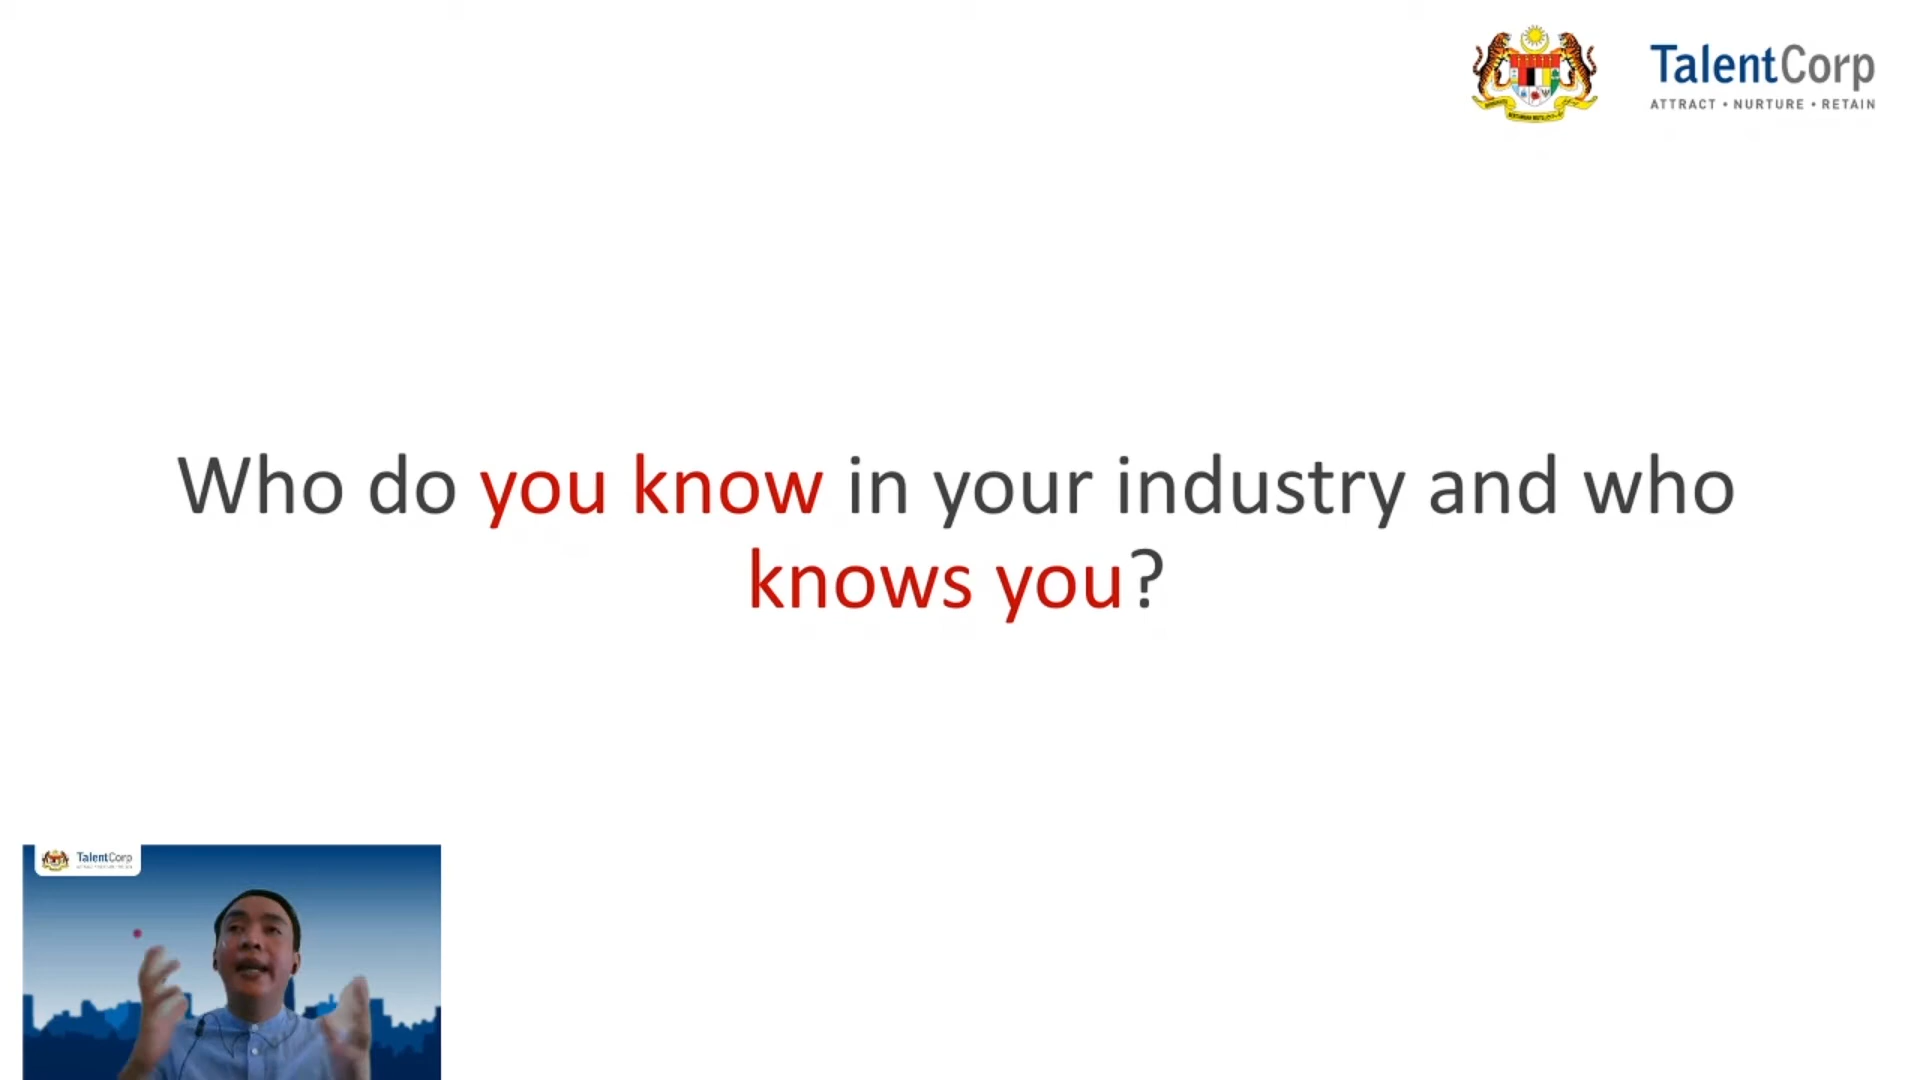 TalentCorp
ATTRACT • NURTURE • RETAIN
Who do you know in your industry and who
knows you?
TalentCorp